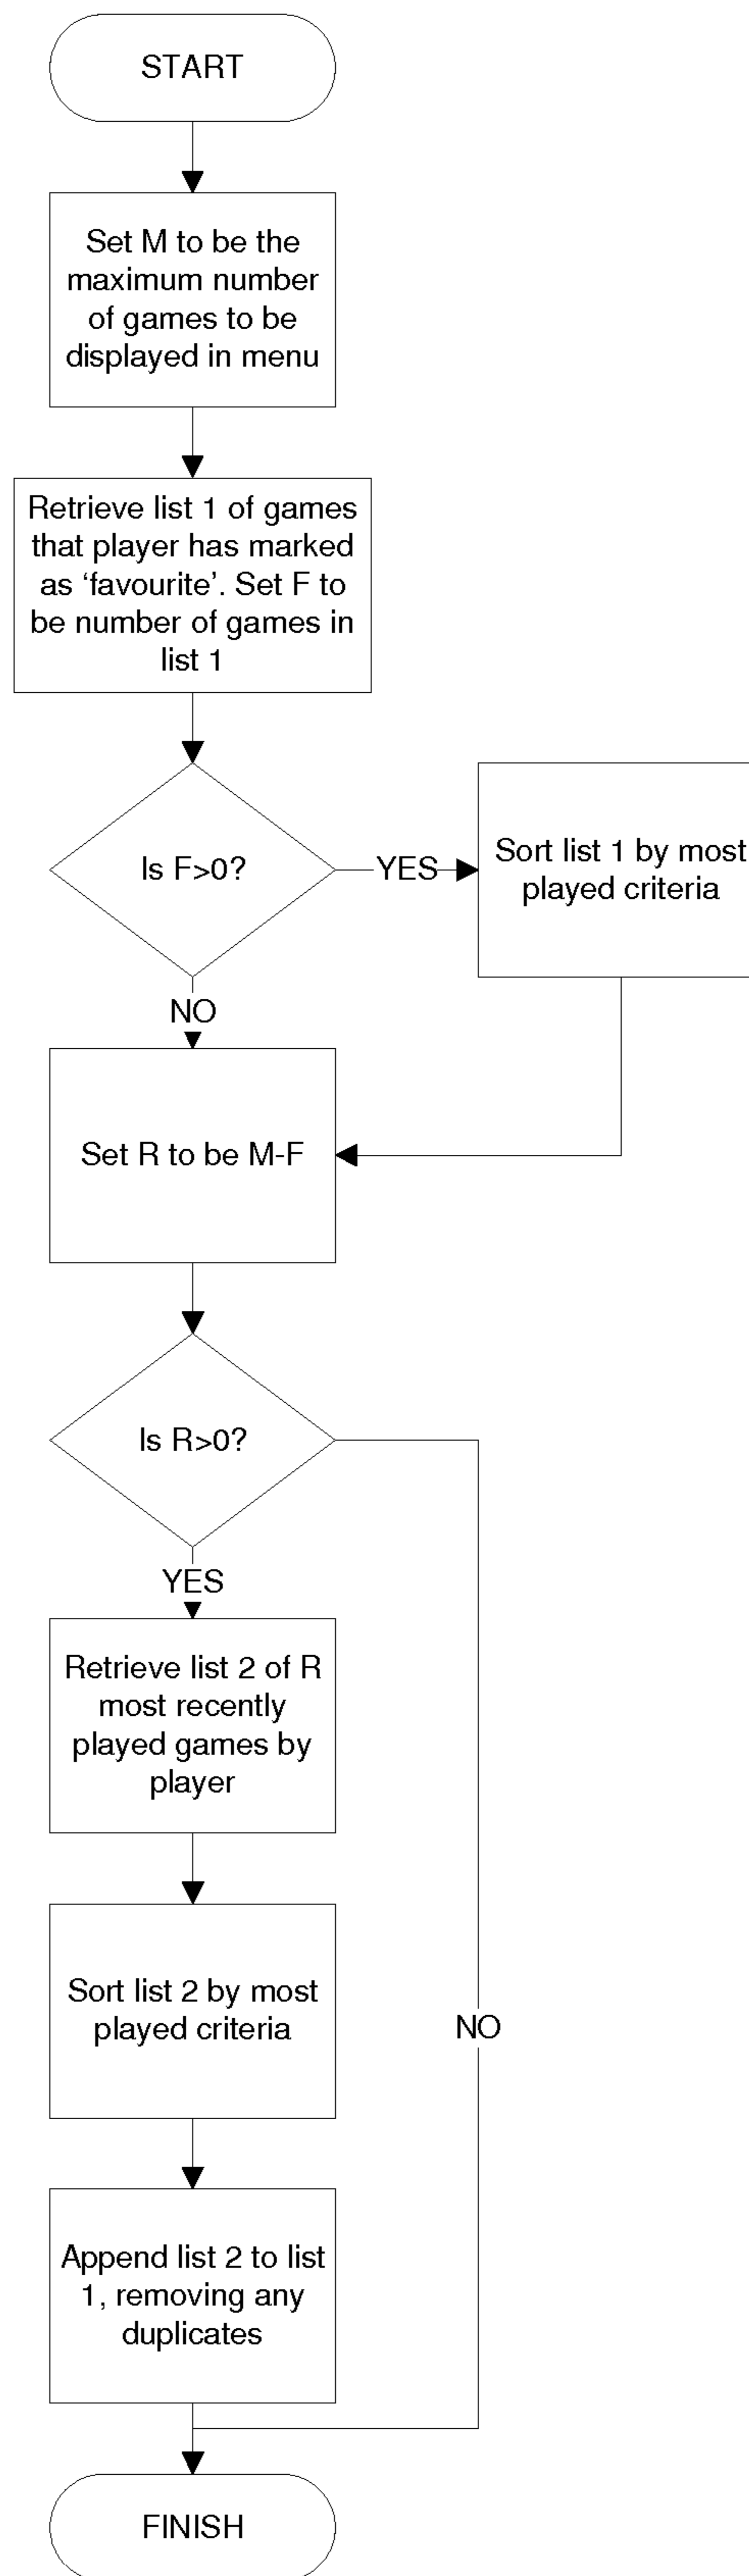 START
Set M to be the
maximum number
of games to be
displayed in menu
Retrieve list 1 of games
that player has marked
as ‘favourite’. Set F to
be number of games in
list 1
Is F>0?
YES
Sort list 1 by most
played criteria
NO
Set R to be M-F
Is R>0?
YES
Retrieve list 2 of R
most recently
played games by
player
Sort list 2 by most
played criteria
NO
Append list 2 to list
1, removing any
duplicates
FINISH